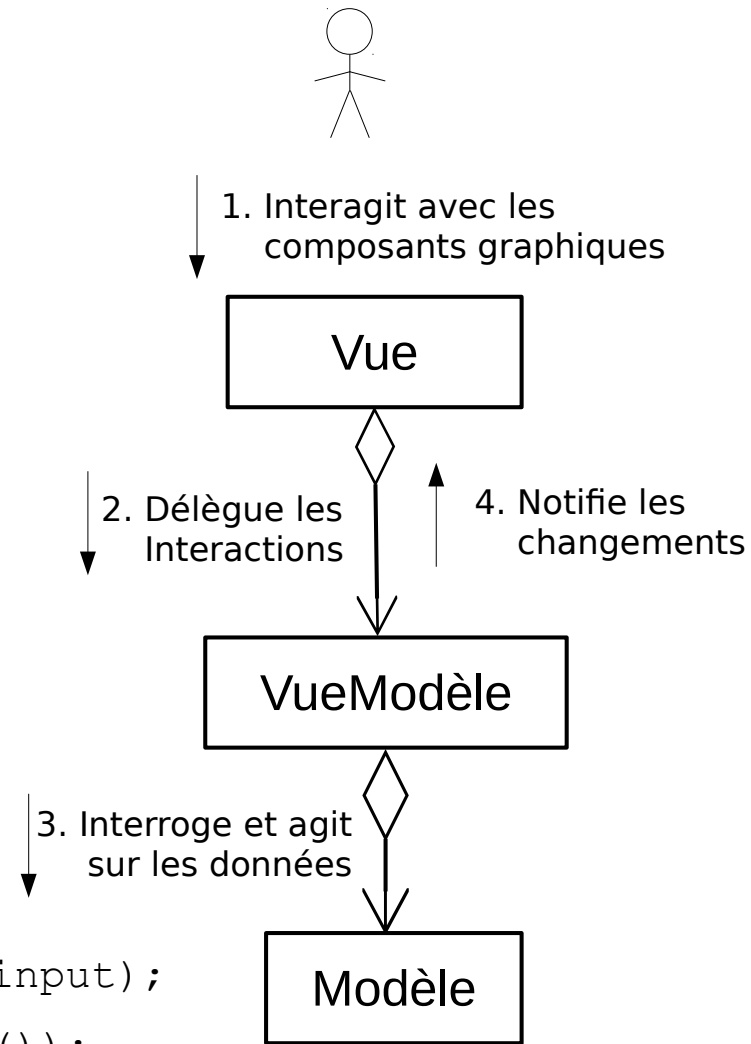 1. Interagit avec les
composants graphiques
Vue
2. Délègue les
Interactions
4. Notifie les
changements
VueModèle
3. Interroge et agit
sur les données
input);
Modèle
());